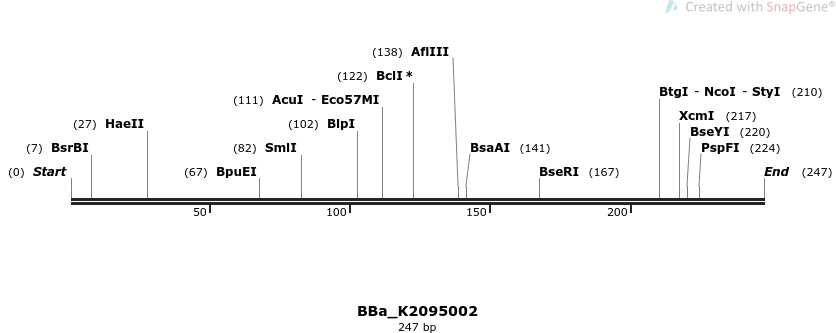 Created with SnapGene®
(138) AflIII
(122) BclI *
(111) AcuI - Eco57MI
BtgI - NcoI - StyI (210)
(27) HaeII
(102) BlpI
XcmI (217)
BseYI (220)
(7) BsrBI
(82) SmlI
BsaAI (141)
PspFI (224)
(0) Start
(67) BpuEI
BseRI (167)
End (247)
50
100
150
200
BBa_K2095002
247 bp